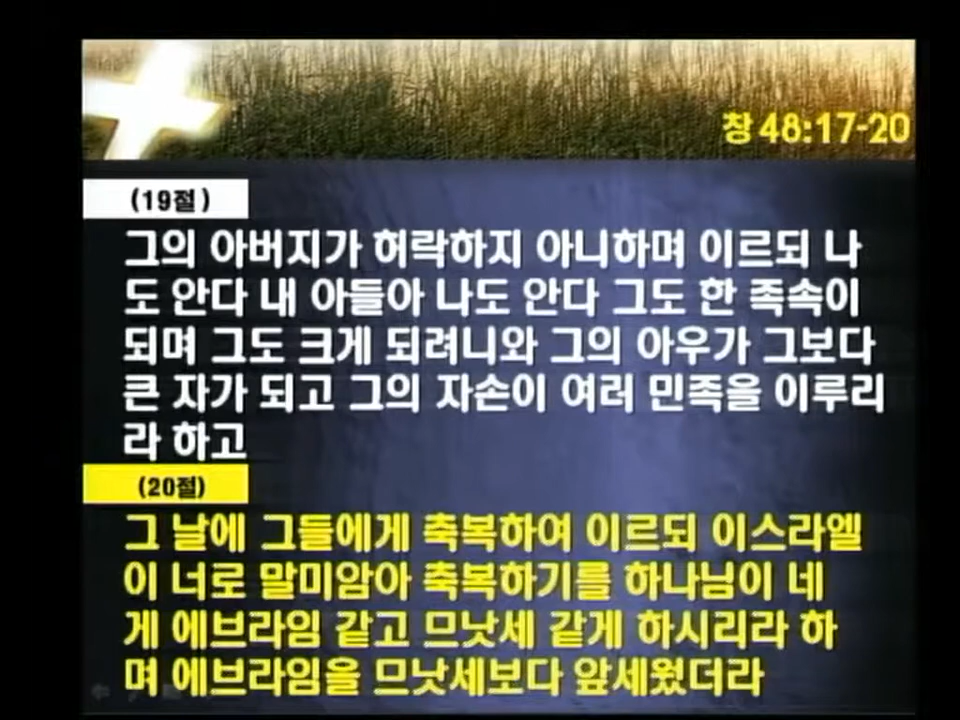 창 48:17-20
(19절)
그의 아버지가 허락하지 아니하며 이르되 나
도 안다 내 아들아 나도 안다 그도 한 족속이
되며 그도 크게 되려니와 그의 아우가 그보다
큰 자가 되고 그의 자손이 여러 민족을 이루리
라 하고
(20절)
그 날에 그들에게 축복하여 이르되 이스라엘
이 너로 말미암아 축복하기를 하나님이 네
게 에브라임 같고 므낫세 같게 하시리라 하
며 에브라임을 므낫세보다 앞세웠더라